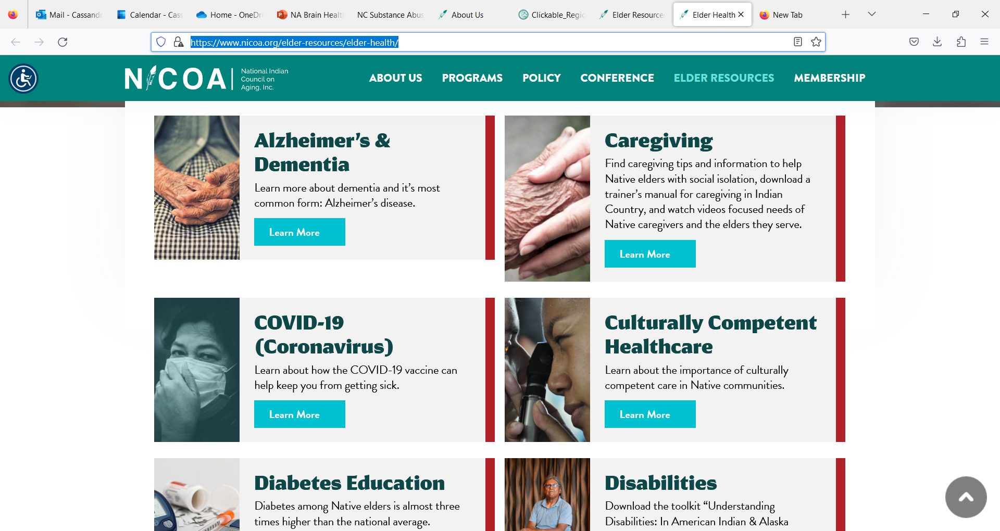 Mail - Cassand
Calendar - Cass
Home - OneDri
NA Brain Healt
NC Substance Abus
About Us
Clickable_Regio
Elder Resources
Elder Health
New Tab
https://www.nicoa.org/elder-resources/elder-health/
NICOA
National Indian
Council on
Aging, Inc.
ABOUT US
PROGRAMS
POLICY
CONFERENCE
ELDER RESOURCES
MEMBERSHIP
Alzheimer’s &
Dementia
Learn more about dementia and it’s most
common form: Alzheimer’s disease.
Learn More
Caregiving
Find caregiving tips and information to help
Native elders with social isolation, download a
trainer’s manual for caregiving in Indian
Country, and watch videos focused needs of
Native caregivers and the elders they serve.
Learn More
COVID-19
(Coronavirus)
Learn about how the COVID-19 vaccine can
help keep you from getting sick.
Learn More
Culturally Competent
Healthcare
Learn about the importance of culturally
competent care in Native communities.
Learn More
Diabetes Education
Diabetes among Native elders is almost three
times higher than the national average.
Disabilities
Download the toolkit “Understanding
Disabilities: In American Indian & Alaska